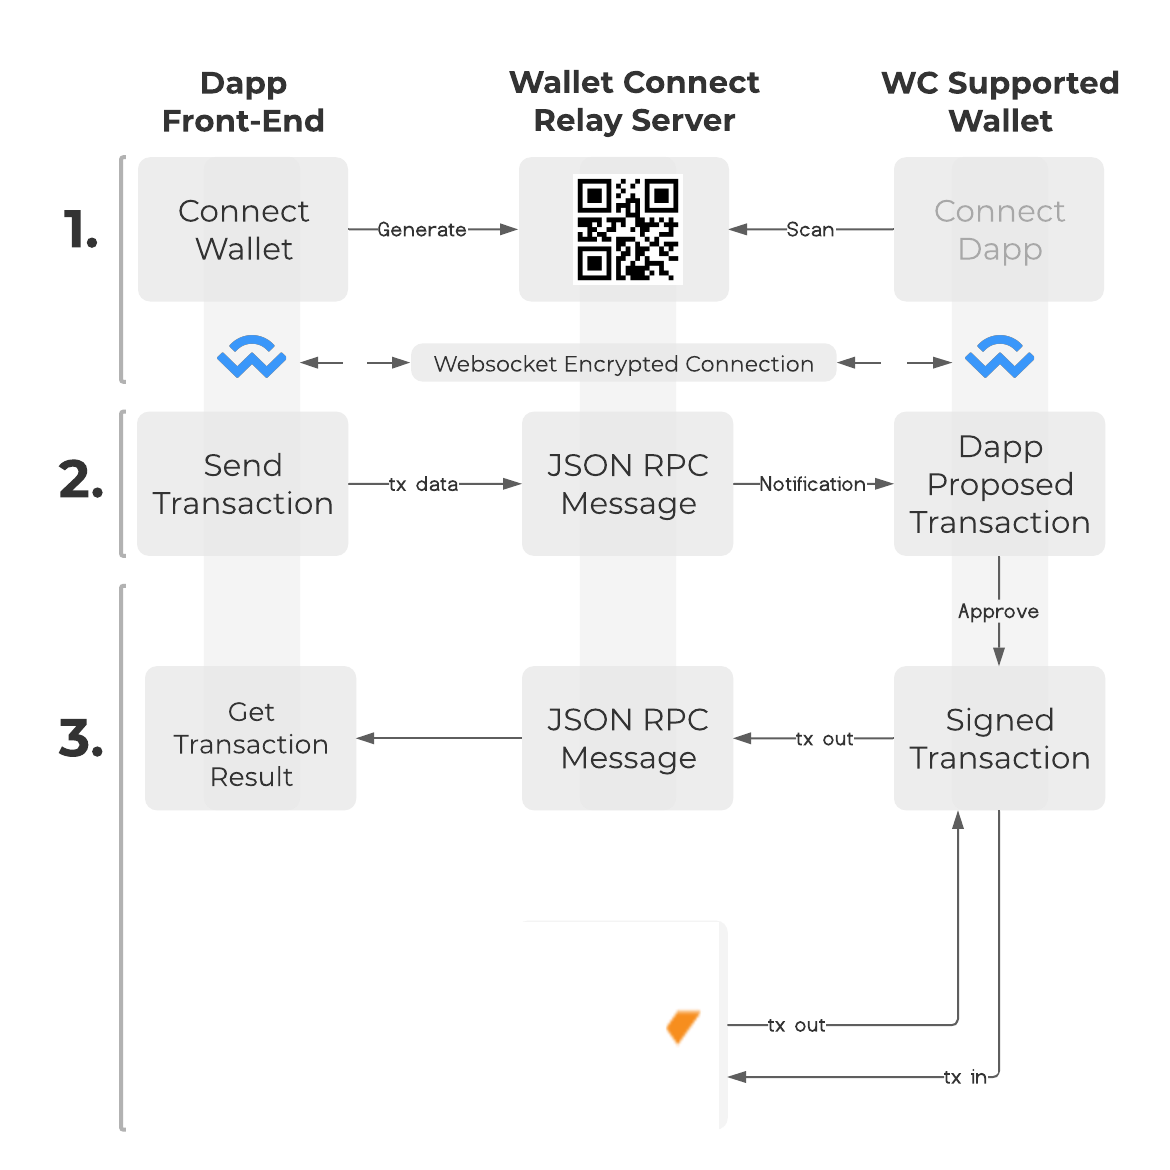 Dapp
Front-End
Wallet Connect
Relay Server
WC Supported
Wallet
1.
Connect
Wallet
Generate
Scan
Connect
Dapp
Websocket Encrypted Connection
2.
Send
Transaction
tx data
JSON RPC
Message
Notification
Dapp
Proposed
Transaction
Approve
3.
Get
Transaction
Result
JSON RPC
Message
tx out
Signed
Transaction
tx out
tx in